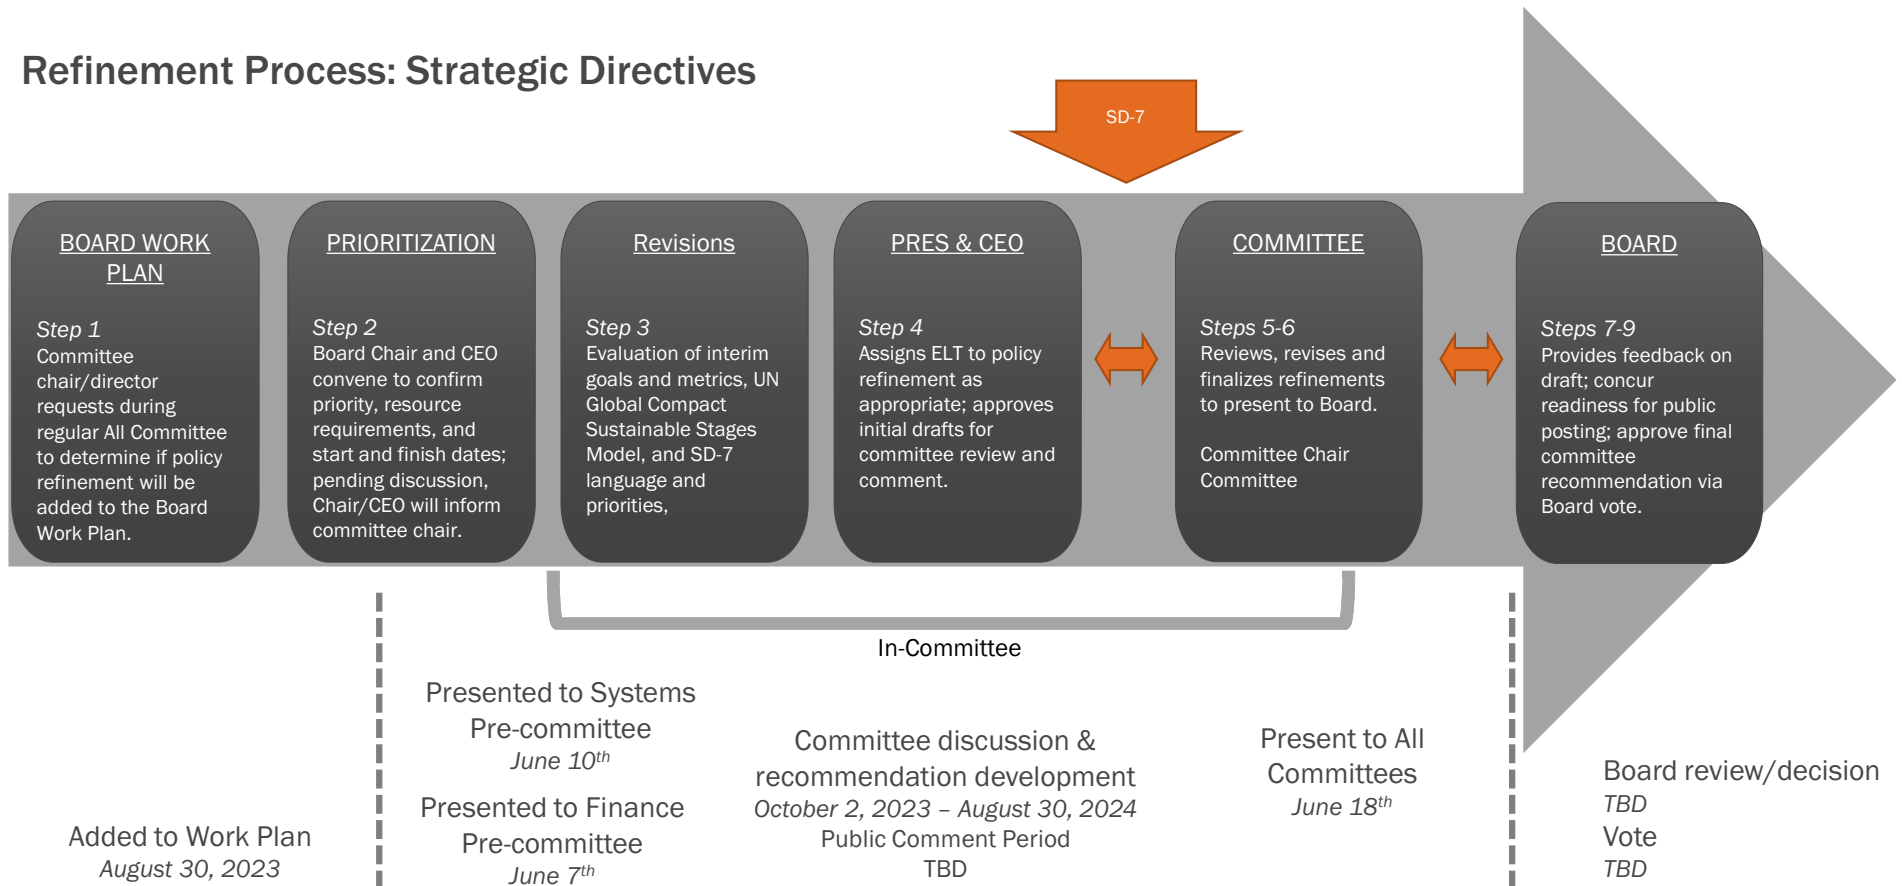 Refinement Process: Strategic Directives
SD-7
BOARD WORK
PLAN
Step 1
Committee
chair/director
requests during
regular All Committee
to determine if policy
refinement will be
added to the Board
Work Plan.
PRIORITIZATION
Step 2
Board Chair and CEO
convene to confirm
priority, resource
requirements, and
start and finish dates;
pending discussion,
Chair/CEO will inform
committee chair.
Revisions
Step 3
Evaluation of interim
goals and metrics, UN
Global Compact
Sustainable Stages
Model, and SD-7
language and
priorities,
PRES & CEO
Step 4
Assigns ELT to policy
refinement as
appropriate; approves
initial drafts for
committee review and
comment.
COMMITTEE
Steps 5-6
Reviews, revises and
finalizes refinements
to present to Board.
Committee Chair
Committee
BOARD
Steps 7-9
Provides feedback on
draft; concur
readiness for public
posting; approve final
committee
recommendation via
Board vote.
In-Committee
Added to Work Plan
August 30, 2023
Presented to Systems
Pre-committee
June 10th
Presented to Finance
Pre-committee
June 7th
Committee discussion &
recommendation development
October 2, 2023 – August 30, 2024
Public Comment Period
TBD
Present to All
Committees
June 18th
Board review/decision
TBD
Vote
TBD